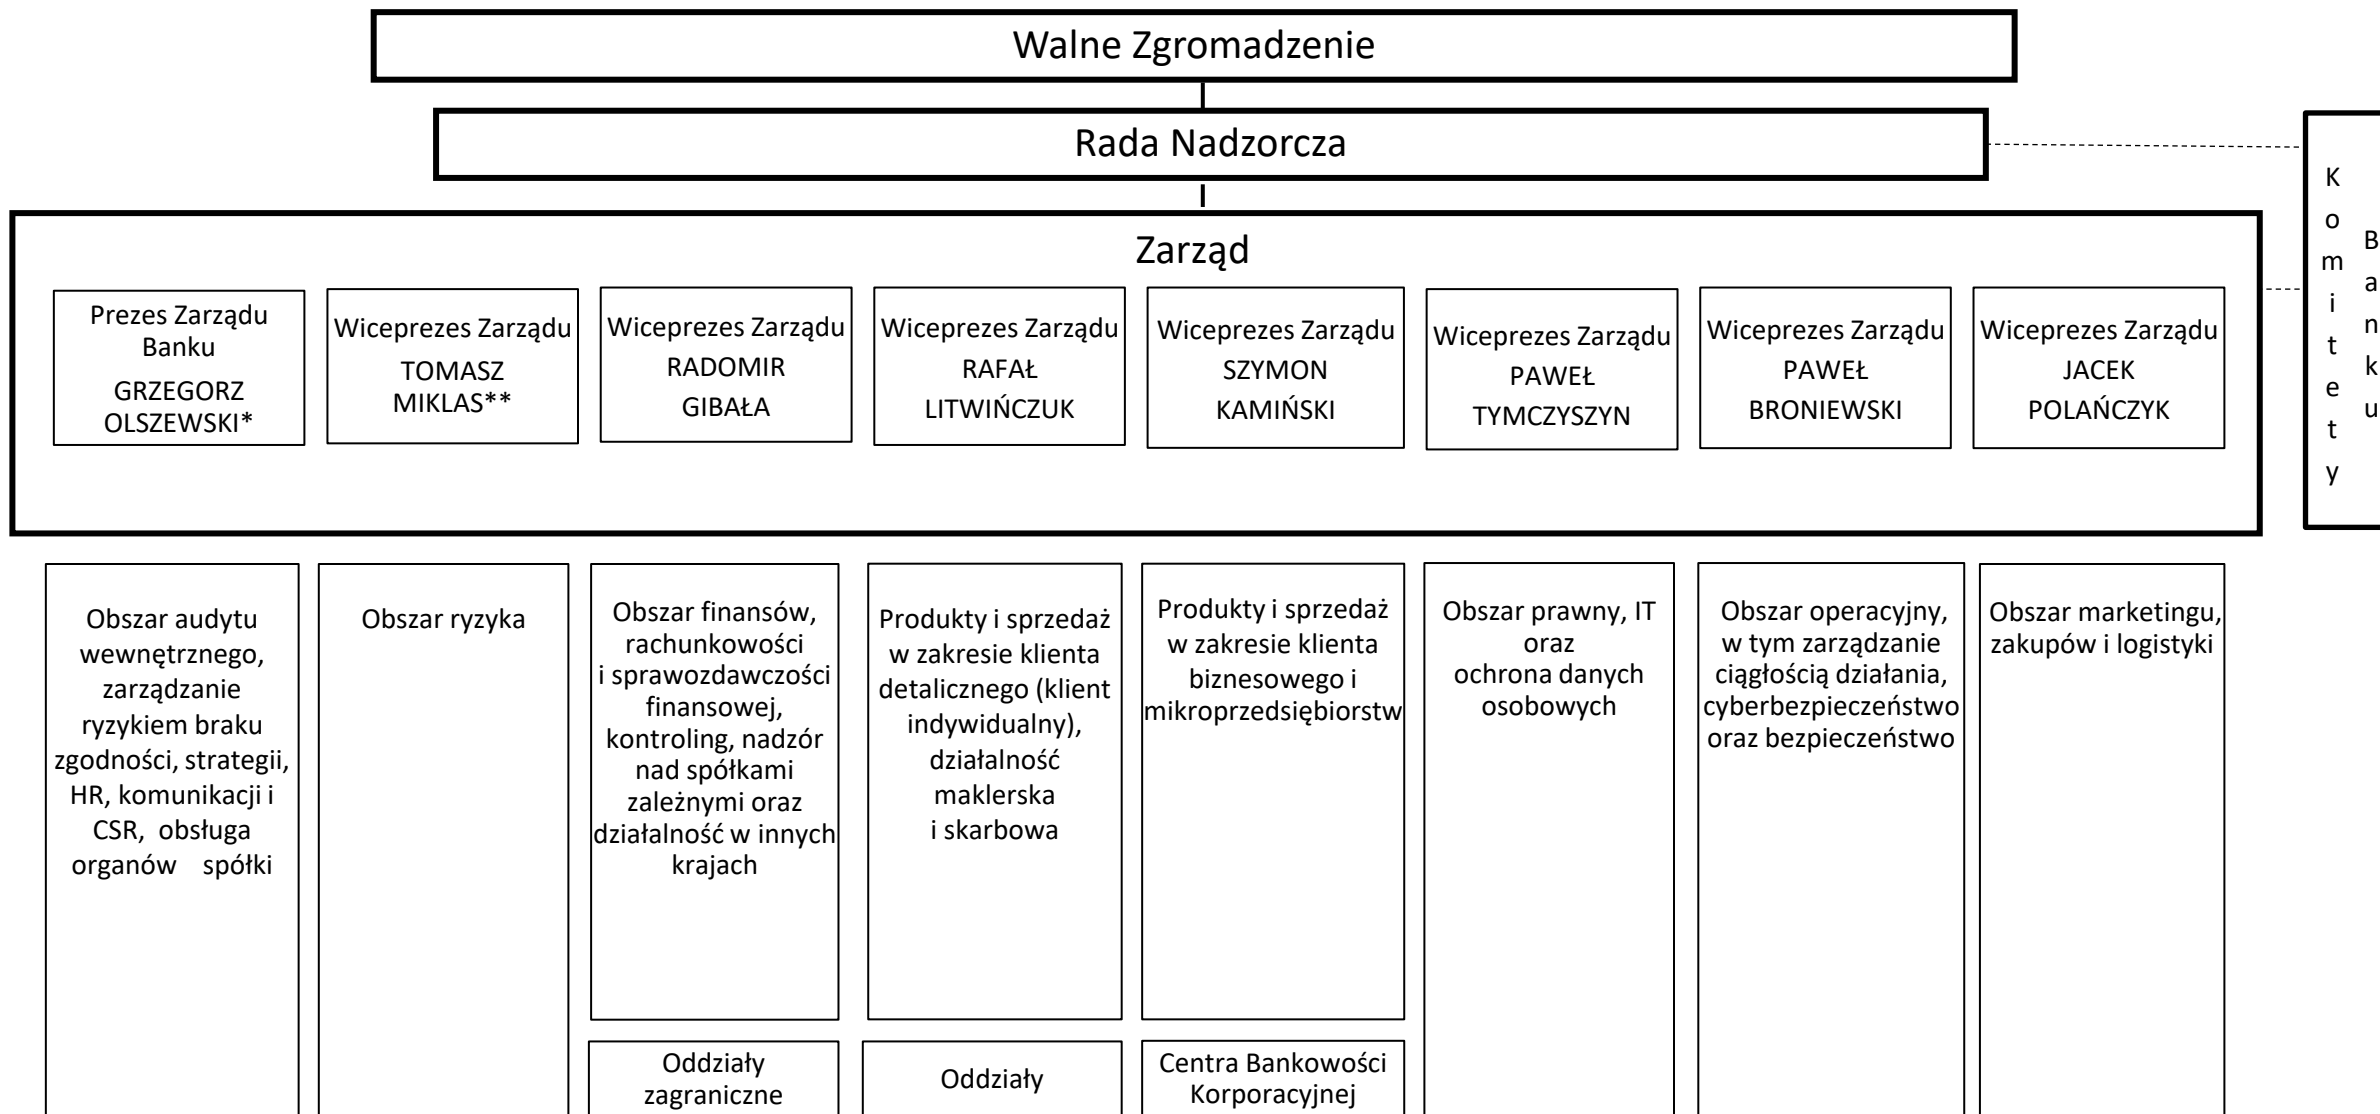 Walne Zgromadzenie
Rada Nadzorcza
Komitety
Banku
Zarząd
Prezes Zarządu
Banku
GRZEGORZ
OLSZEWSKI*
Wiceprezes Zarządu
TOMASZ
MIKLAS**
Wiceprezes Zarządu
RADOMIR
GIBAŁA
Wiceprezes Zarządu
RAFAŁ
LITWIŃCZUK
Wiceprezes Zarządu
SZYMON
KAMIŃSKI
Wiceprezes Zarządu
PAWEŁ
TYMCZYSZYN
Wiceprezes Zarządu
PAWEŁ
BRONIEWSKI
Wiceprezes Zarządu
JACEK
POLAŃCZYK
Obszar audytu
wewnętrznego,
zarządzanie
ryzykiem braku
zgodności, strategii,
HR, komunikacji i
CSR, obsługa
organów spółki
Obszar ryzyka
Obszar finansów,
rachunkowości
i sprawozdawczości
finansowej,
kontroling, nadzór
nad spółkami
zależnymi oraz
działalność w innych
krajach
Produkty i sprzedaż
w zakresie klienta
detalicznego (klient
indywidualny),
działalność
maklerska
i skarbowa
Produkty i sprzedaż
w zakresie klienta
biznesowego i
mikroprzedsiębiorstw
Obszar prawny, IT
oraz
ochrona danych
osobowych
Obszar operacyjny,
w tym zarządzanie
ciągłością działania,
cyberbezpieczeństwo
oraz bezpieczeństwo
Obszar marketingu,
zakupów i logistyki
Oddziały
zagraniczne
Oddziały
Centra Bankowości
Korporacyjnej